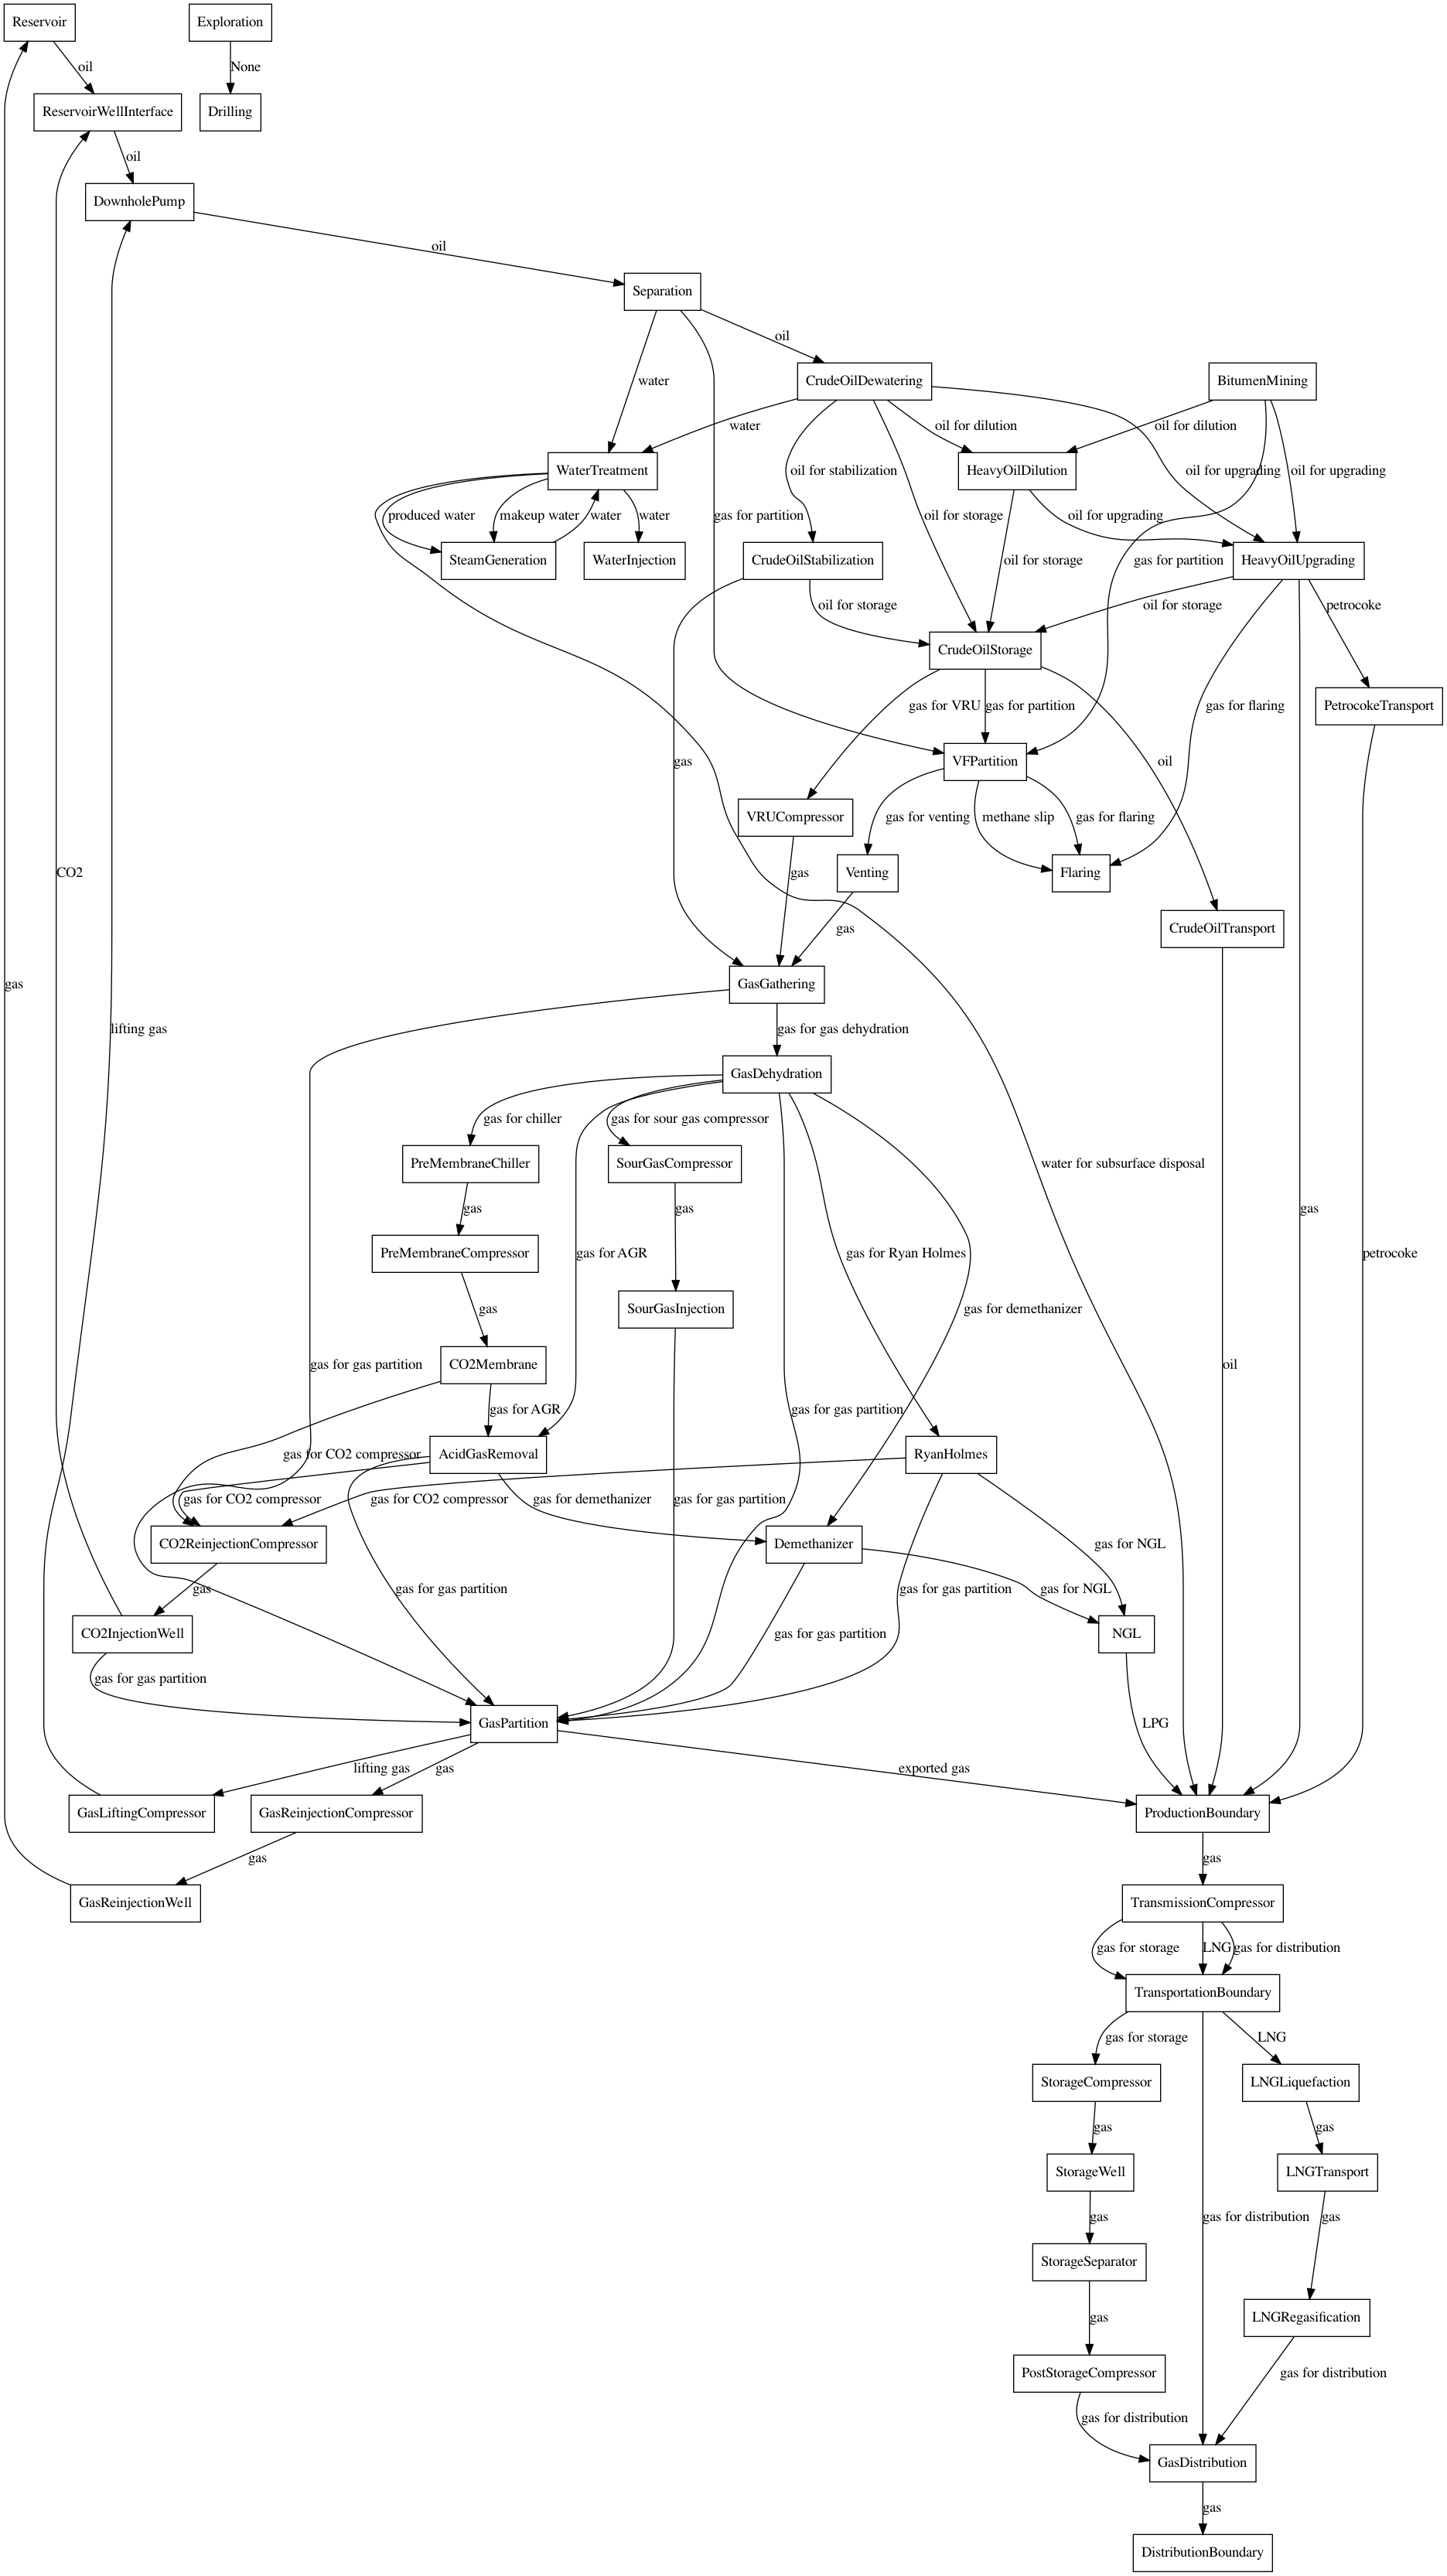 Reservoir
Exploration
oil
None
ReservoirWellInterface
Drilling
oil
DownholePump
oil
Separation
oil
water
CrudeOilDewatering
BitumenMining
water
oil for dilution
oil for dilution
WaterTreatment
oil for stabilization
HeavyOilDilution
oil for upgrading
oil for upgrading
produced water
makeup water
water
water
gas for partition
oil for storage
oil for upgrading
SteamGeneration
WaterInjection
CrudeOilStabilization
oil for storage
gas for partition
HeavyOilUpgrading
oil for storage
oil for storage
petrocoke
CrudeOilStorage
gas for VRU
gas for partition
gas for flaring
PetrocokeTransport
gas
VFPartition
oil
VRUCompressor
gas for venting
methane slip
gas for flaring
CO2
gas
Venting
Flaring
gas
CrudeOilTransport
gas
GasGathering
lifting gas
gas for gas dehydration
GasDehydration
gas for chiller
gas for sour gas compressor
PreMembraneChiller
SourGasCompressor
water for subsurface disposal
gas
gas
gas
PreMembraneCompressor
gas for AGR
gas for Ryan Holmes
petrocoke
gas
SourGasInjection
gas for demethanizer
gas for gas partition
CO2Membrane
oil
gas for AGR
gas for gas partition
gas for CO2 compressor
AcidGasRemoval
RyanHolmes
gas for CO2 compressor
gas for CO2 compressor
gas for demethanizer
gas for gas partition
CO2ReinjectionCompressor
Demethanizer
gas for NGL
gas
gas for gas partition
gas for gas partition
gas for NGL
CO2InjectionWell
gas for gas partition
NGL
gas for gas partition
GasPartition
LPG
lifting gas
gas
exported gas
GasLiftingCompressor
GasReinjectionCompressor
ProductionBoundary
gas
gas
GasReinjectionWell
TransmissionCompressor
gas for storage
LNG
gas for distribution
TransportationBoundary
gas for storage
LNG
StorageCompressor
LNGLiquefaction
gas
gas
StorageWell
LNGTransport
gas
gas for distribution
gas
StorageSeparator
gas
LNGRegasification
PostStorageCompressor
gas for distribution
gas for distribution
GasDistribution
gas
DistributionBoundary